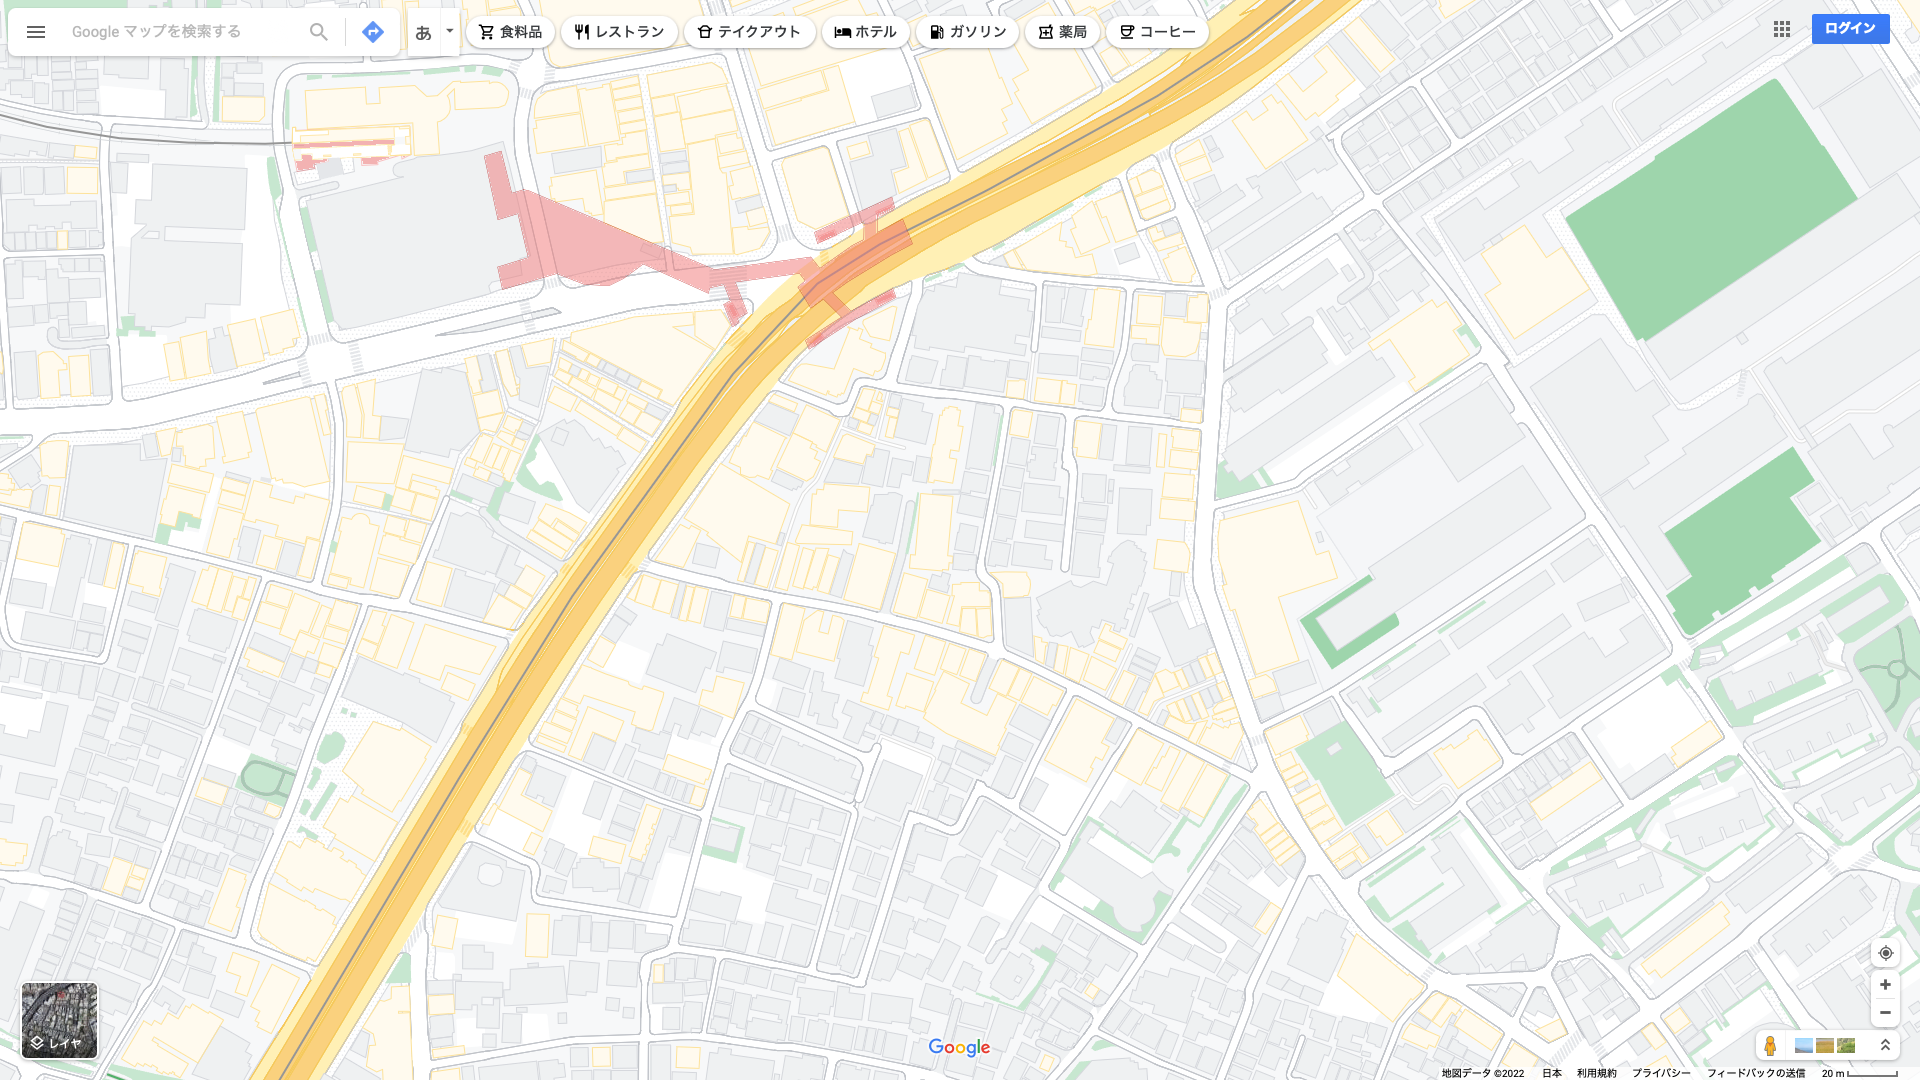 Google マップを検索する
あ
食料品
レストラン
テイクアウト
ホテル
ガソリン
薬局
コーヒー
ログイン
レイヤ
Google
地図データ ©2022 日本 利用規約 プライバシー フィードバックの送信 20 m